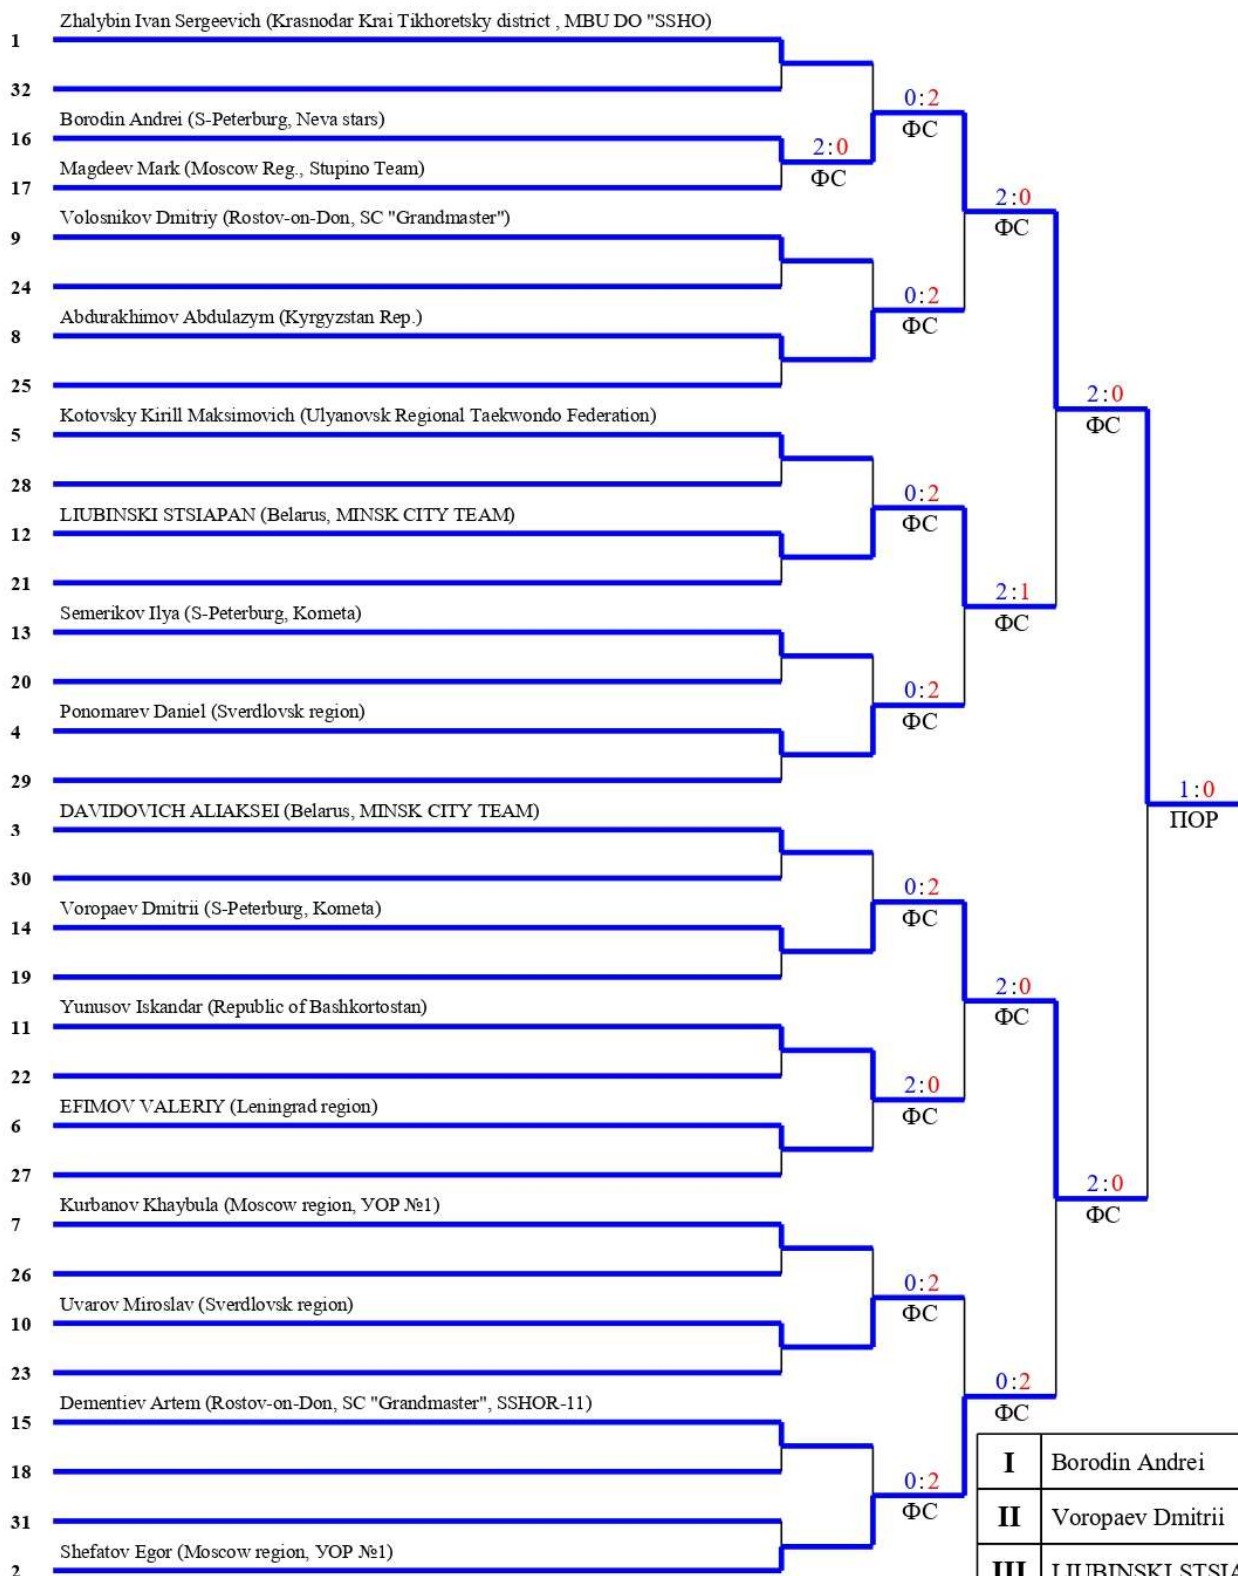 Zhalybin Ivan Sergeevich (Krasnodar Krai Tikhoretsky district , MBU DO "SSHO)
1
32
0:2
ФС
Borodin Andrei (S-Peterburg, Neva stars)
16
2:0
ФС
Magdeev Mark (Moscow Reg., Stupino Team)
17
2:0
ФС
Volosnikov Dmitriy (Rostov-on-Don, SC "Grandmaster")
9
24
0:2
ФС
Abdurakhimov Abdulazym (Kyrgyzstan Rep.)
8
25
2:0
ФС
Kotovsky Kirill Maksimovich (Ulyanovsk Regional Taekwondo Federation)
5
28
0:2
ФС
LIUBINSKI STSIAPAN (Belarus, MINSK CITY TEAM)
12
21
2:1
ФС
Semerikov Ilya (S-Peterburg, Kometa)
13
20
0:2
ФС
Ponomarev Daniel (Sverdlovsk region)
4
29
1:0
ПОР
DAVIDOVICH ALIAKSEI (Belarus, MINSK CITY TEAM)
3
30
0:2
ФС
Voropaev Dmitrii (S-Peterburg, Kometa)
14
19
2:0
ФС
Yunusov Iskandar (Republic of Bashkortostan)
11
22
2:0
ФС
EFIMOV VALERIY (Leningrad region)
6
27
2:0
ФС
Kurbanov Khaybula (Moscow region, УОР №1)
7
26
0:2
ФС
Uvarov Miroslav (Sverdlovsk region)
10
23
0:2
ФС
Dementiev Artem (Rostov-on-Don, SC "Grandmaster", SSHOR-11)
15
18
0:2
ФС
31
Shefatov Egor (Moscow region, УОР №1)
2
I Borodin Andrei
II Voropaev Dmitrii
III LIUBINSKI